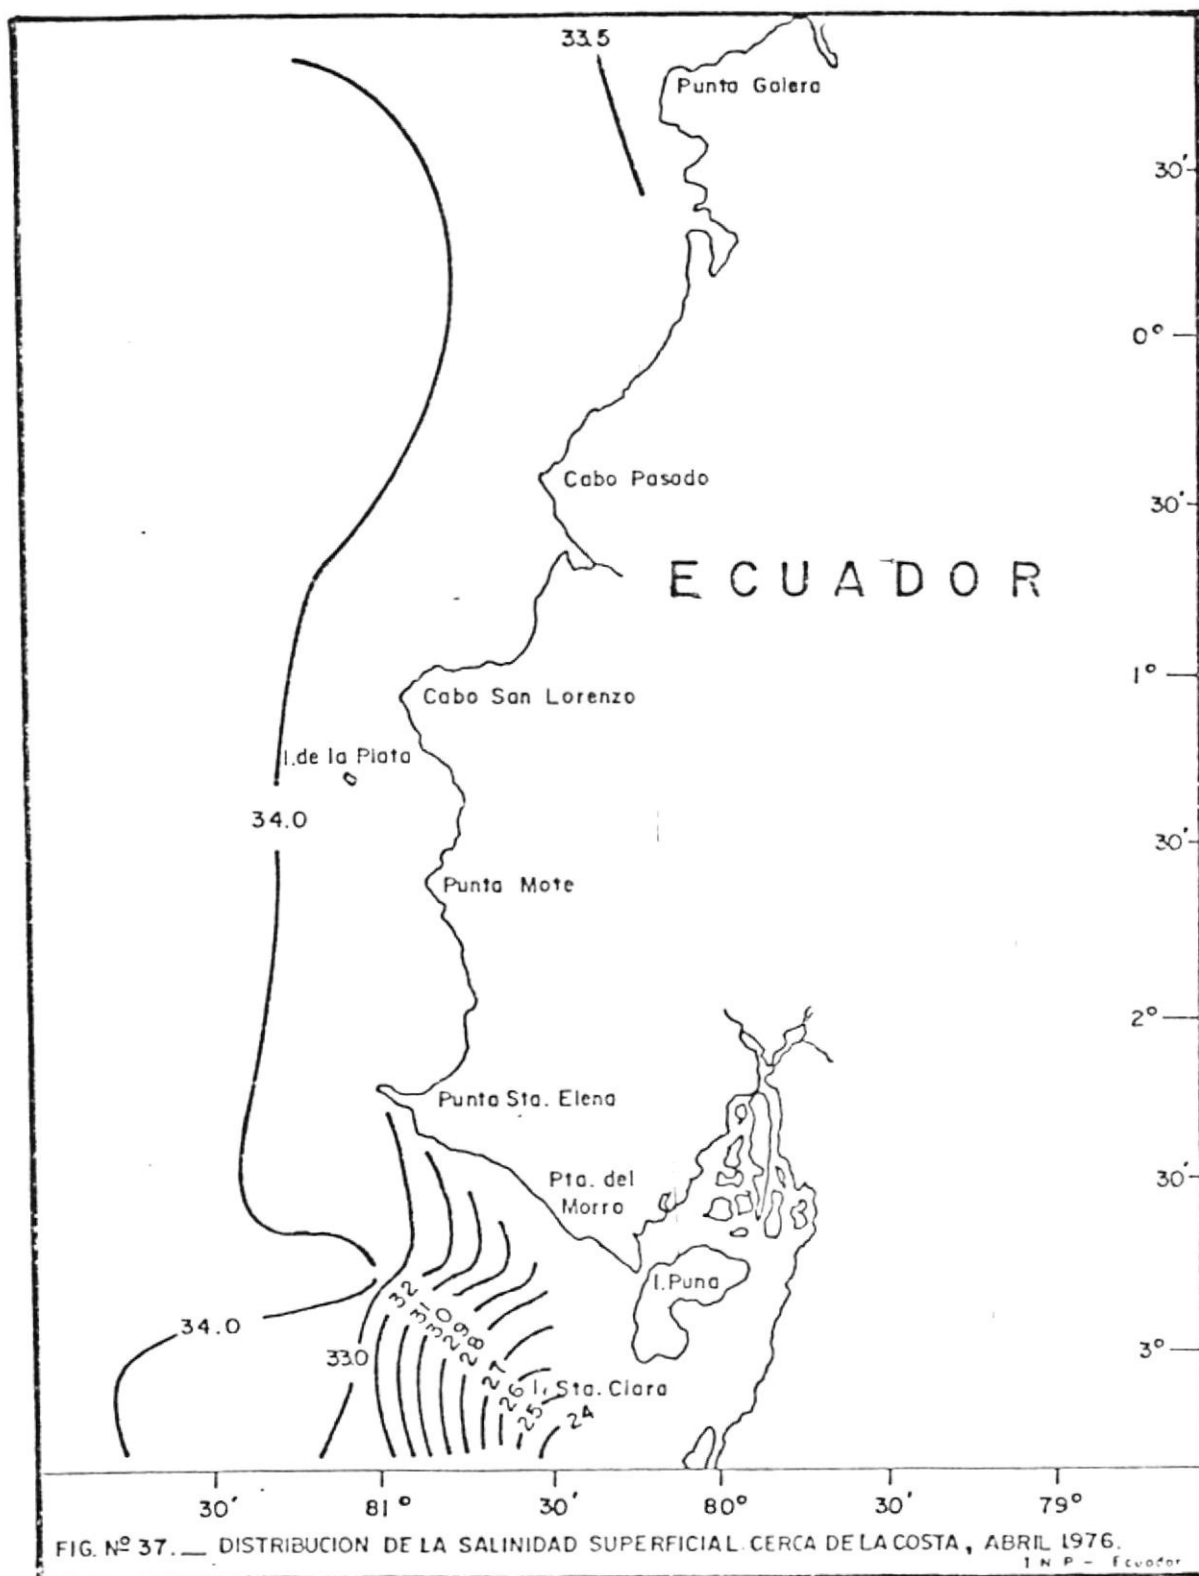 33.5
Punta Galera
30'
0°
Cabo Pasado
30'
ECUADOR
1°
Cabo San Lorenzo
I. de la Plata
34.0
30'
Punta Mote
2°
Punta Sta. Elena
Pta. del
Morro
30'
I. Puna
32
31
30
29
28
27
26
25
24
34.0
33.0
3°
I. Sta. Clara
30'
81°
30'
80°
30'
79°
FIG. Nº 37.— DISTRIBUCION DE LA SALINIDAD SUPERFICIAL. CERCA DE LA COSTA, ABRIL 1976.
I N P - Ecuador